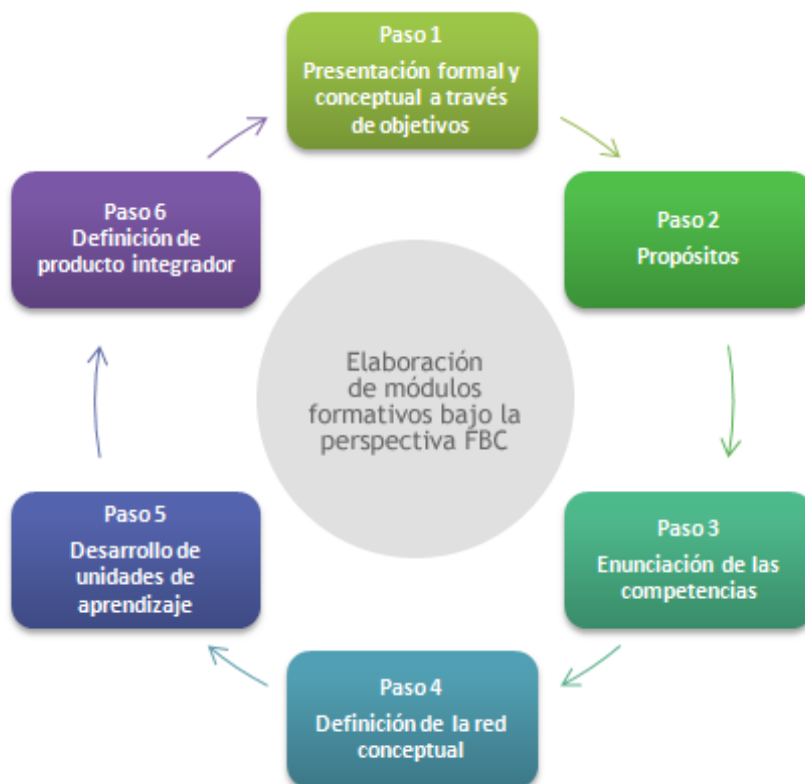 Paso 1
Presentación formal y
conceptual a través
de objetivos
Paso 2
Propósitos
Paso 3
Enunciación de las
competencias
Paso 4
Definición de la red
conceptual
Paso 5
Desarrollo de
unidades de
aprendizaje
Paso 6
Definición de
producto integrador
Elaboración
de módulos
formativos bajo la
perspectiva FBC